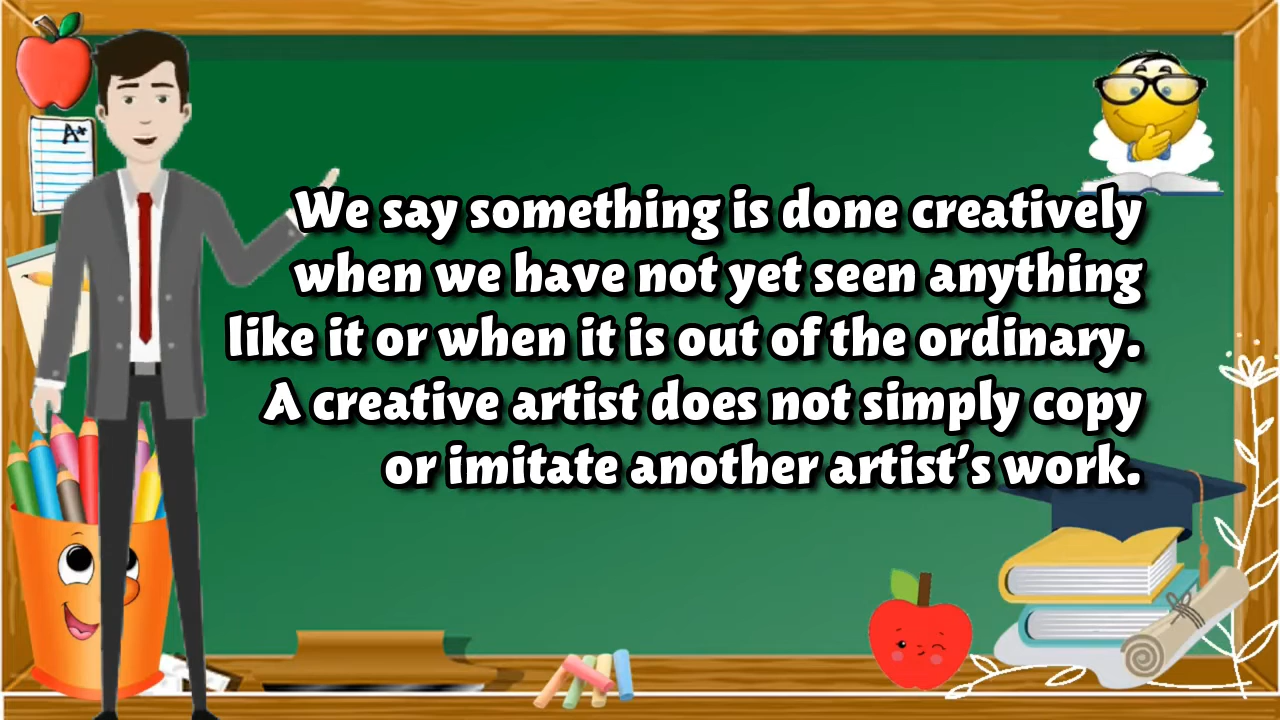 A+
We say something is done creatively
when we have not yet seen anything
like it or when it is out of the ordinary.
A creative artist does not simply copy
or imitate another artist’s work.